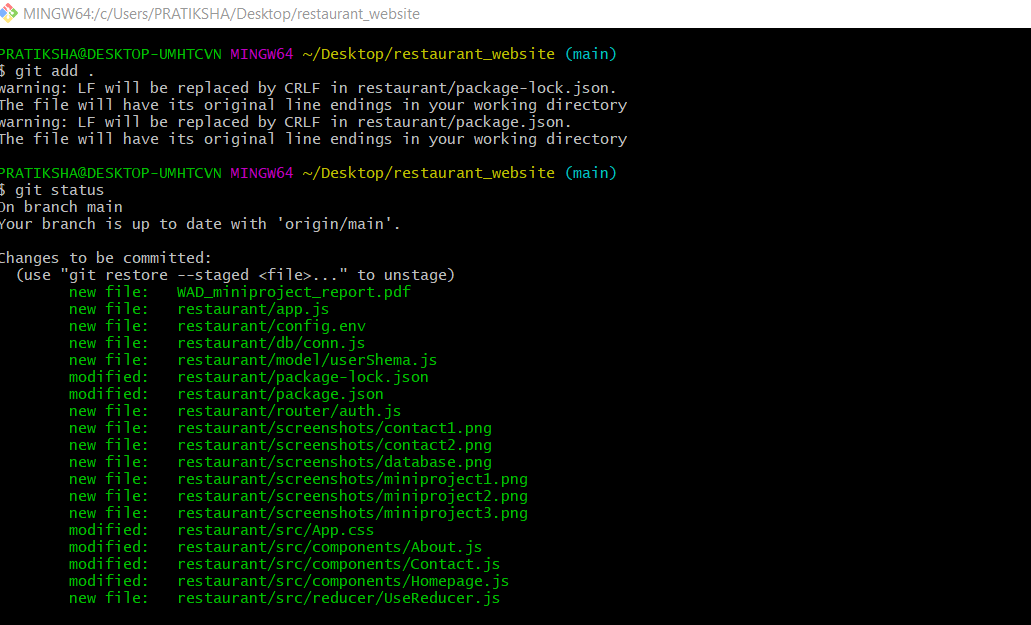 MINGW64:/c/Users/PRATIKSHA/Desktop/restaurant_website
PRATIKSHA@DESKTOP-UMHTCVN MINGW64 ~/Desktop/restaurant_website (main)
$ git add .
warning: LF will be replaced by CRLF in restaurant/package-lock.json.
The file will have its original line endings in your working directory
warning: LF will be replaced by CRLF in restaurant/package.json.
The file will have its original line endings in your working directory
PRATIKSHA@DESKTOP-UMHTCVN MINGW64 ~/Desktop/restaurant_website (main)
$ git status
On branch main
Your branch is up to date with 'origin/main'.
Changes to be committed:
(use "git restore --staged <file>..." to unstage)
new file: WAD_miniproject_report.pdf
new file: restaurant/app.js
new file: restaurant/config.env
new file: restaurant/db/conn.js
new file: restaurant/model/userShema.js
modified: restaurant/package-lock.json
modified: restaurant/package.json
new file: restaurant/router/auth.js
new file: restaurant/screenshots/contact1.png
new file: restaurant/screenshots/contact2.png
new file: restaurant/screenshots/database.png
new file: restaurant/screenshots/miniproject1.png
new file: restaurant/screenshots/miniproject2.png
new file: restaurant/screenshots/miniproject3.png
modified: restaurant/src/App.css
modified: restaurant/src/components/About.js
modified: restaurant/src/components/Contact.js
modified: restaurant/src/components/Homepage.js
new file: restaurant/src/reducer/UseReducer.js